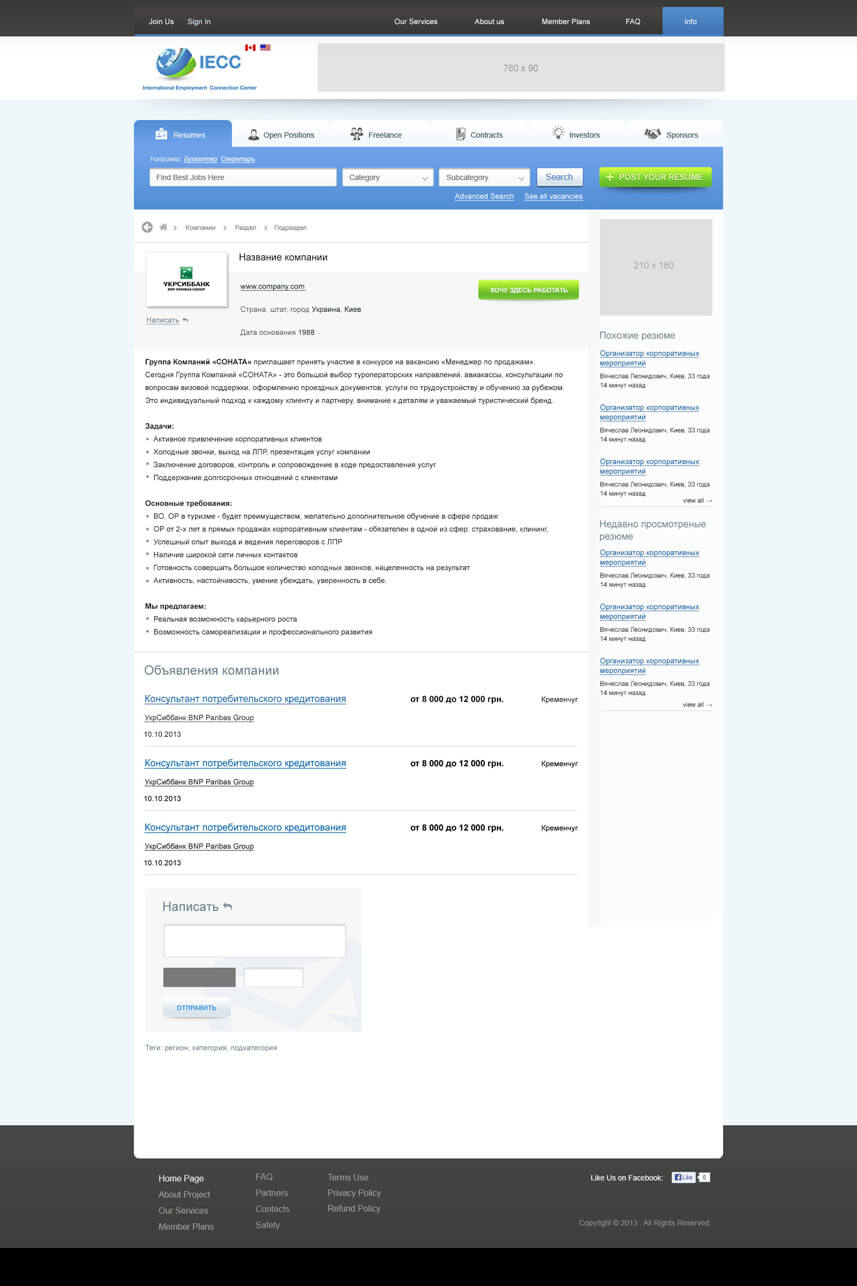 Join Us Sign In Our Services About us Member Plans FAQ Info
IECC
International Employment Connection Center
760 x 90
Resumes Open Positions Freelance Contracts Investors Sponsors
Например: Бухгалтер Секретарь
Find Best Jobs Here Category Subcategory Search + POST YOUR RESUME
Advanced Search See all vacancies
Компании Раздел Подраздел
УКРСИББАНК
BNP PARIBAS GROUP
Написать
Название компании
www.company.com
ХОЧУ ЗДЕСЬ РАБОТАТЬ
Страна, штат, город Украина, Киев
Дата основания 1988
Группа Компаний «СОНАТА» приглашает принять участие в конкурсе на вакансию «Менеджер по продажам».
Сегодня Группа Компаний «СОНАТА» - это большой выбор туроператорских направлений, авиакассы, консультации по
вопросам визовой поддержки, оформлению проездных документов, услуги по трудоустройству и обучению за рубежом.
Это индивидуальный подход к каждому клиенту и партнеру, внимание к деталям и уважаемый туристический бренд.
Задачи:
Активное привлечение корпоративных клиентов
Холодные звонки, выход на ЛПР, презентация услуг компании
Заключение договоров, контроль и сопровождение в ходе предоставления услуг
Поддержание долгосрочных отношений с клиентами
Основные требования:
ВО, ОР в туризме - будет преимуществом, желательно дополнительное обучение в сфере продаж
ОР от 2-х лет в прямых продажах корпоративным клиентам - обязателен в одной из сфер: страхование, клининг,
Успешный опыт выхода и ведения переговоров с ЛПР
Наличие широкой сети личных контактов
Готовность совершать большое количество холодных звонков, нацеленность на результат
Активность, настойчивость, умение убеждать, уверенность в себе.
Мы предлагаем:
Реальная возможность карьерного роста
Возможность самореализации и профессионального развития
Объявления компании
Консультант потребительского кредитования от 8 000 до 12 000 грн. Кременчуг
УкрСиббанк BNP Paribas Group
10.10.2013
Консультант потребительского кредитования от 8 000 до 12 000 грн. Кременчуг
УкрСиббанк BNP Paribas Group
10.10.2013
Консультант потребительского кредитования от 8 000 до 12 000 грн. Кременчуг
УкрСиббанк BNP Paribas Group
10.10.2013
Написать
ОТПРАВИТЬ
Теги: регион, категория, подкатегория
210 x 180
Похожие резюме
Организатор корпоративных
мероприятий
Вячеслав Леонидович, Киев, 33 года
14 минут назад
Организатор корпоративных
мероприятий
Вячеслав Леонидович, Киев, 33 года
14 минут назад
Организатор корпоративных
мероприятий
Вячеслав Леонидович, Киев, 33 года
14 минут назад
view all →
Недавно просмотреные
резюме
Организатор корпоративных
мероприятий
Вячеслав Леонидович, Киев, 33 года
14 минут назад
Организатор корпоративных
мероприятий
Вячеслав Леонидович, Киев, 33 года
14 минут назад
Организатор корпоративных
мероприятий
Вячеслав Леонидович, Киев, 33 года
14 минут назад
view all →
Home Page
About Project
Our Services
Member Plans
FAQ
Partners
Contacts
Safety
Terms Use
Privacy Policy
Refund Policy
Like Us on Facebook: Like 0
Copyright © 2013 . All Rights Reserved.